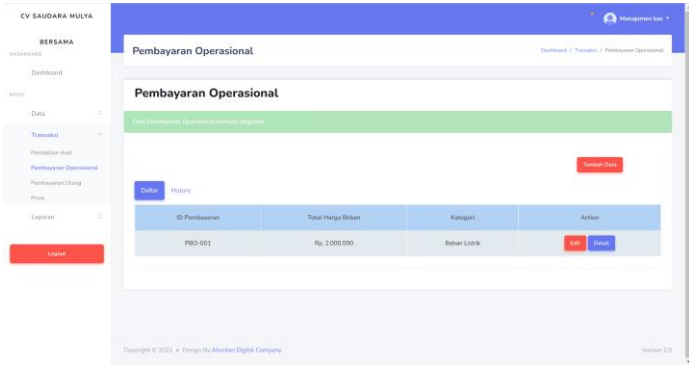 CV SAUDARA MULYA
BERSAMA
DASHBOARD
Dashboard
MENU
Data
Transaksi
Pembelian Aset
Pembayaran Operasional
Pembayaran Utang
Prive
Laporan
Logout
Manajemen kas
Pembayaran Operasional
Dashboard / Transaksi / Pembayaran Operasional
Pembayaran Operasional
Data Pembayaran Operasional berhasil diupdate
Tambah Data
Daftar History
ID Pembayaran Total Harga Beban Kategori Action
PBO-001 Rp. 2.000.000 Beban Listrik Edit Detail
Copyright © 2022 • Design By Akuntan Digital Company Version 2.0